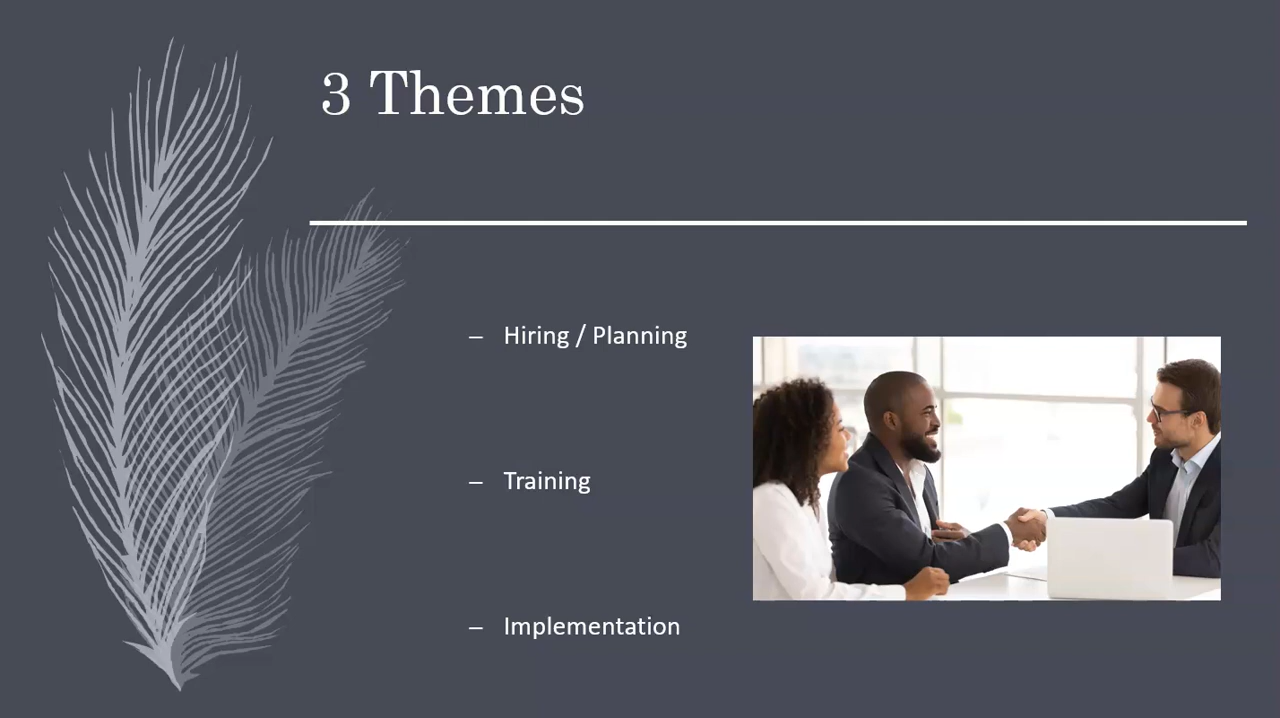 3 Themes
– Hiring / Planning
– Training
– Implementation